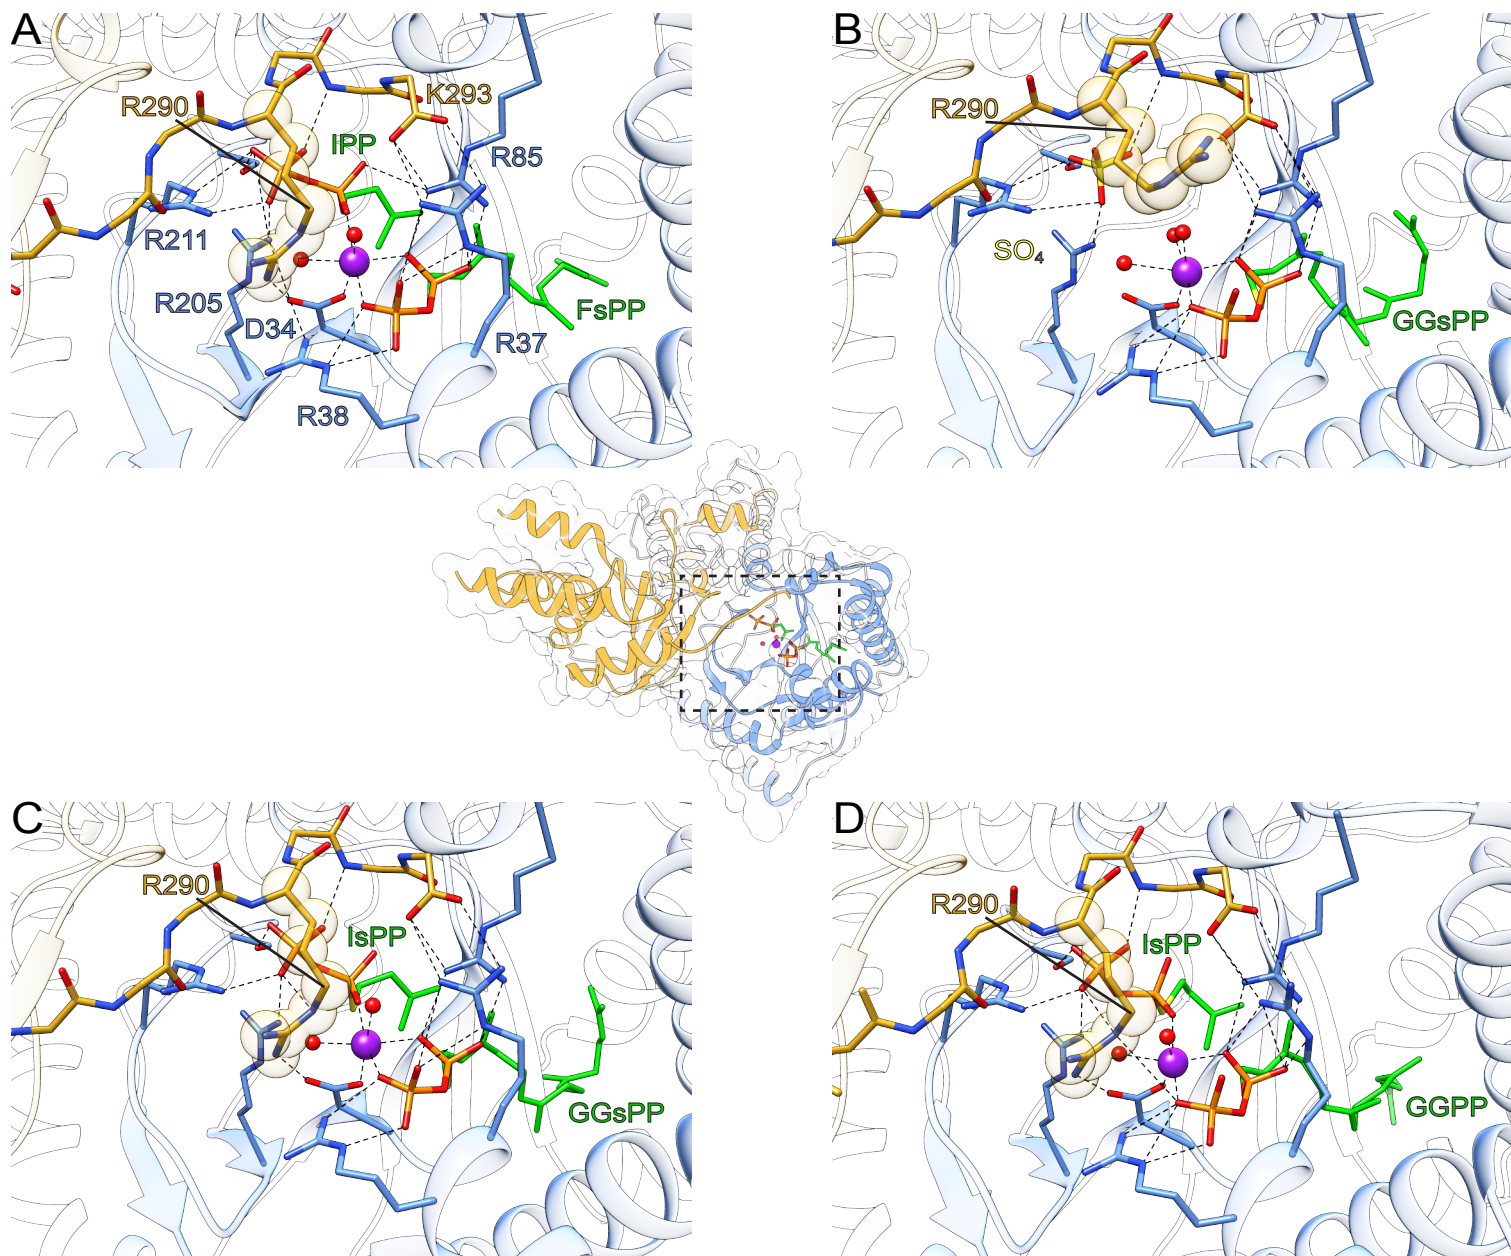 A
R290
K293
IPP
R85
R211
R205
D34
FsPP
R37
R38
B
R290
SO₄
GGsPP
C
R290
IsPP
GGsPP
D
R290
IsPP
GGPP